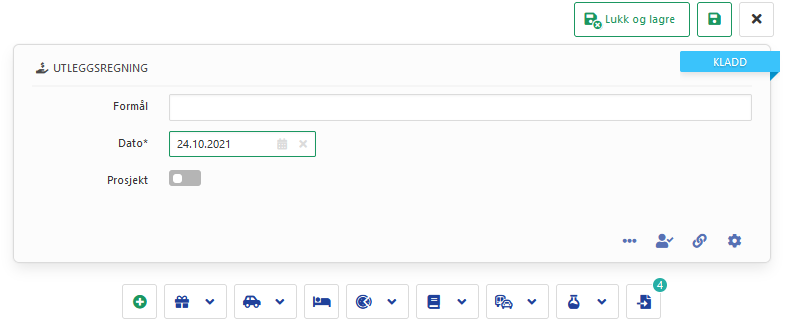 Lukk og lagre
UTLEGGSREGNING
KLADD
Formål
Dato*
24.10.2021
Prosjekt
4